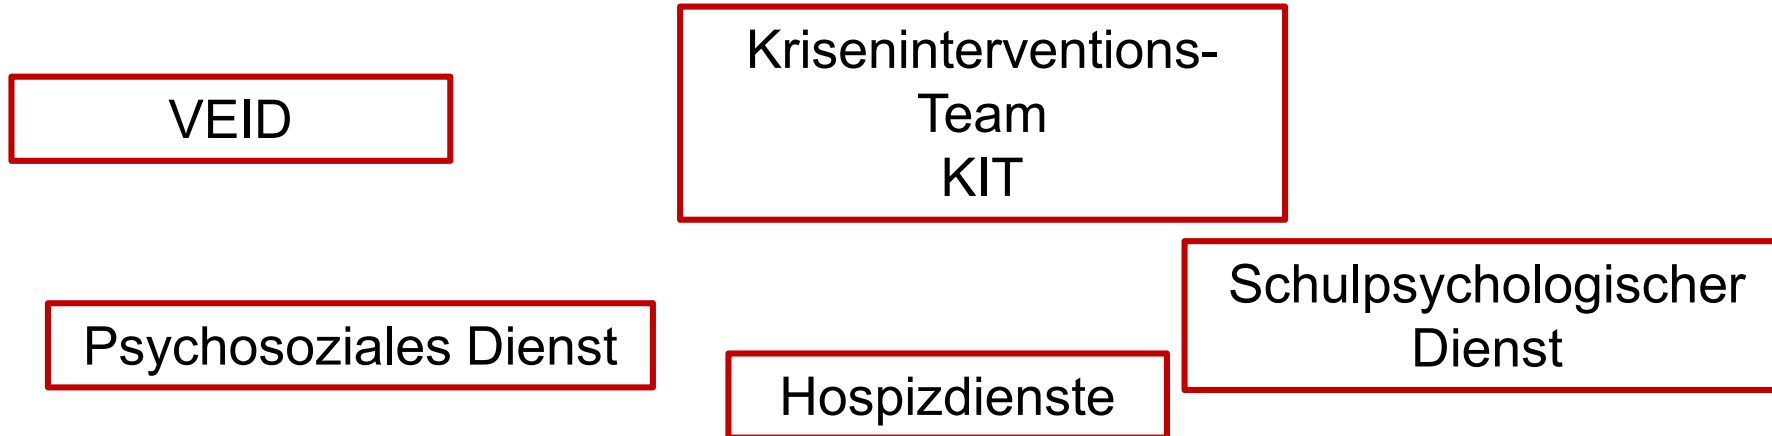 VEID
Kriseninterventions-
Team
KIT
Schulpsychologischer
Dienst
Psychosoziales Dienst
Hospizdienste